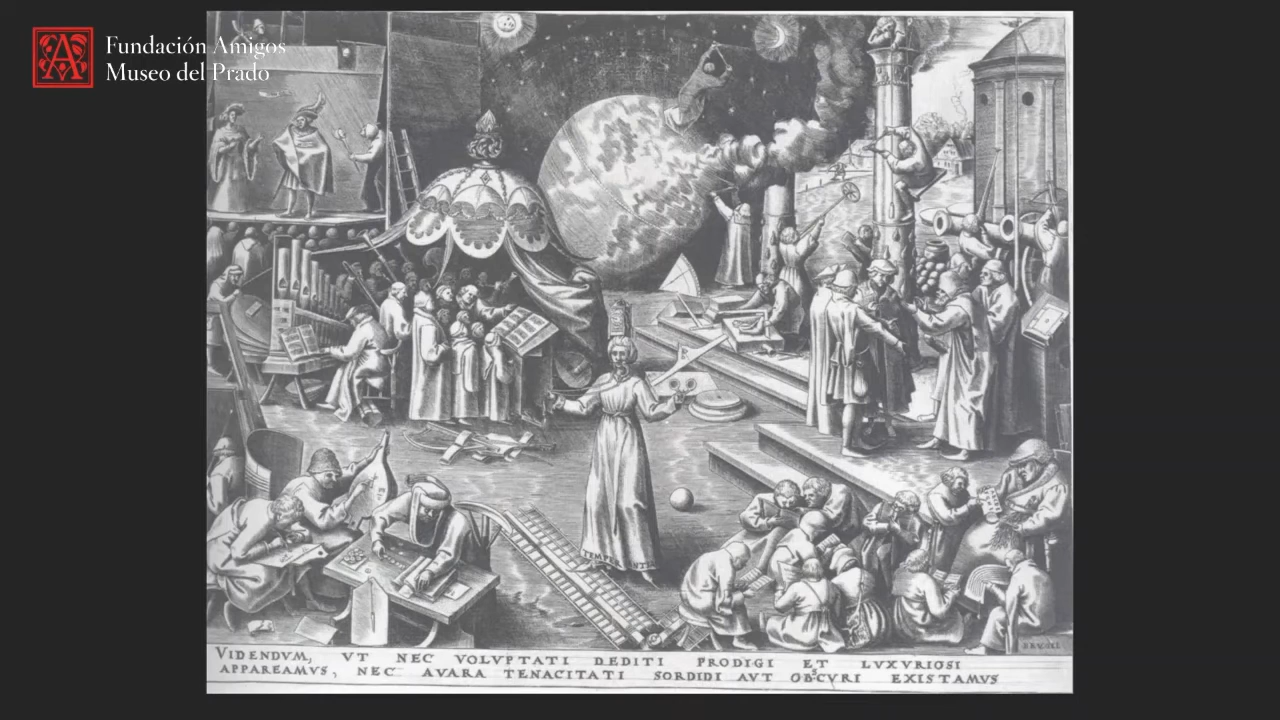 Fundación Amigos
Museo del Prado
VIDENDVM, VT NEC VOLVPTATI DEDITI PRODIGI ET LVXVRIOSI
APPAREAMVS, NEC AVARA TENACITATI SORDIDI AVT OBSCVRI EXISTAMVS